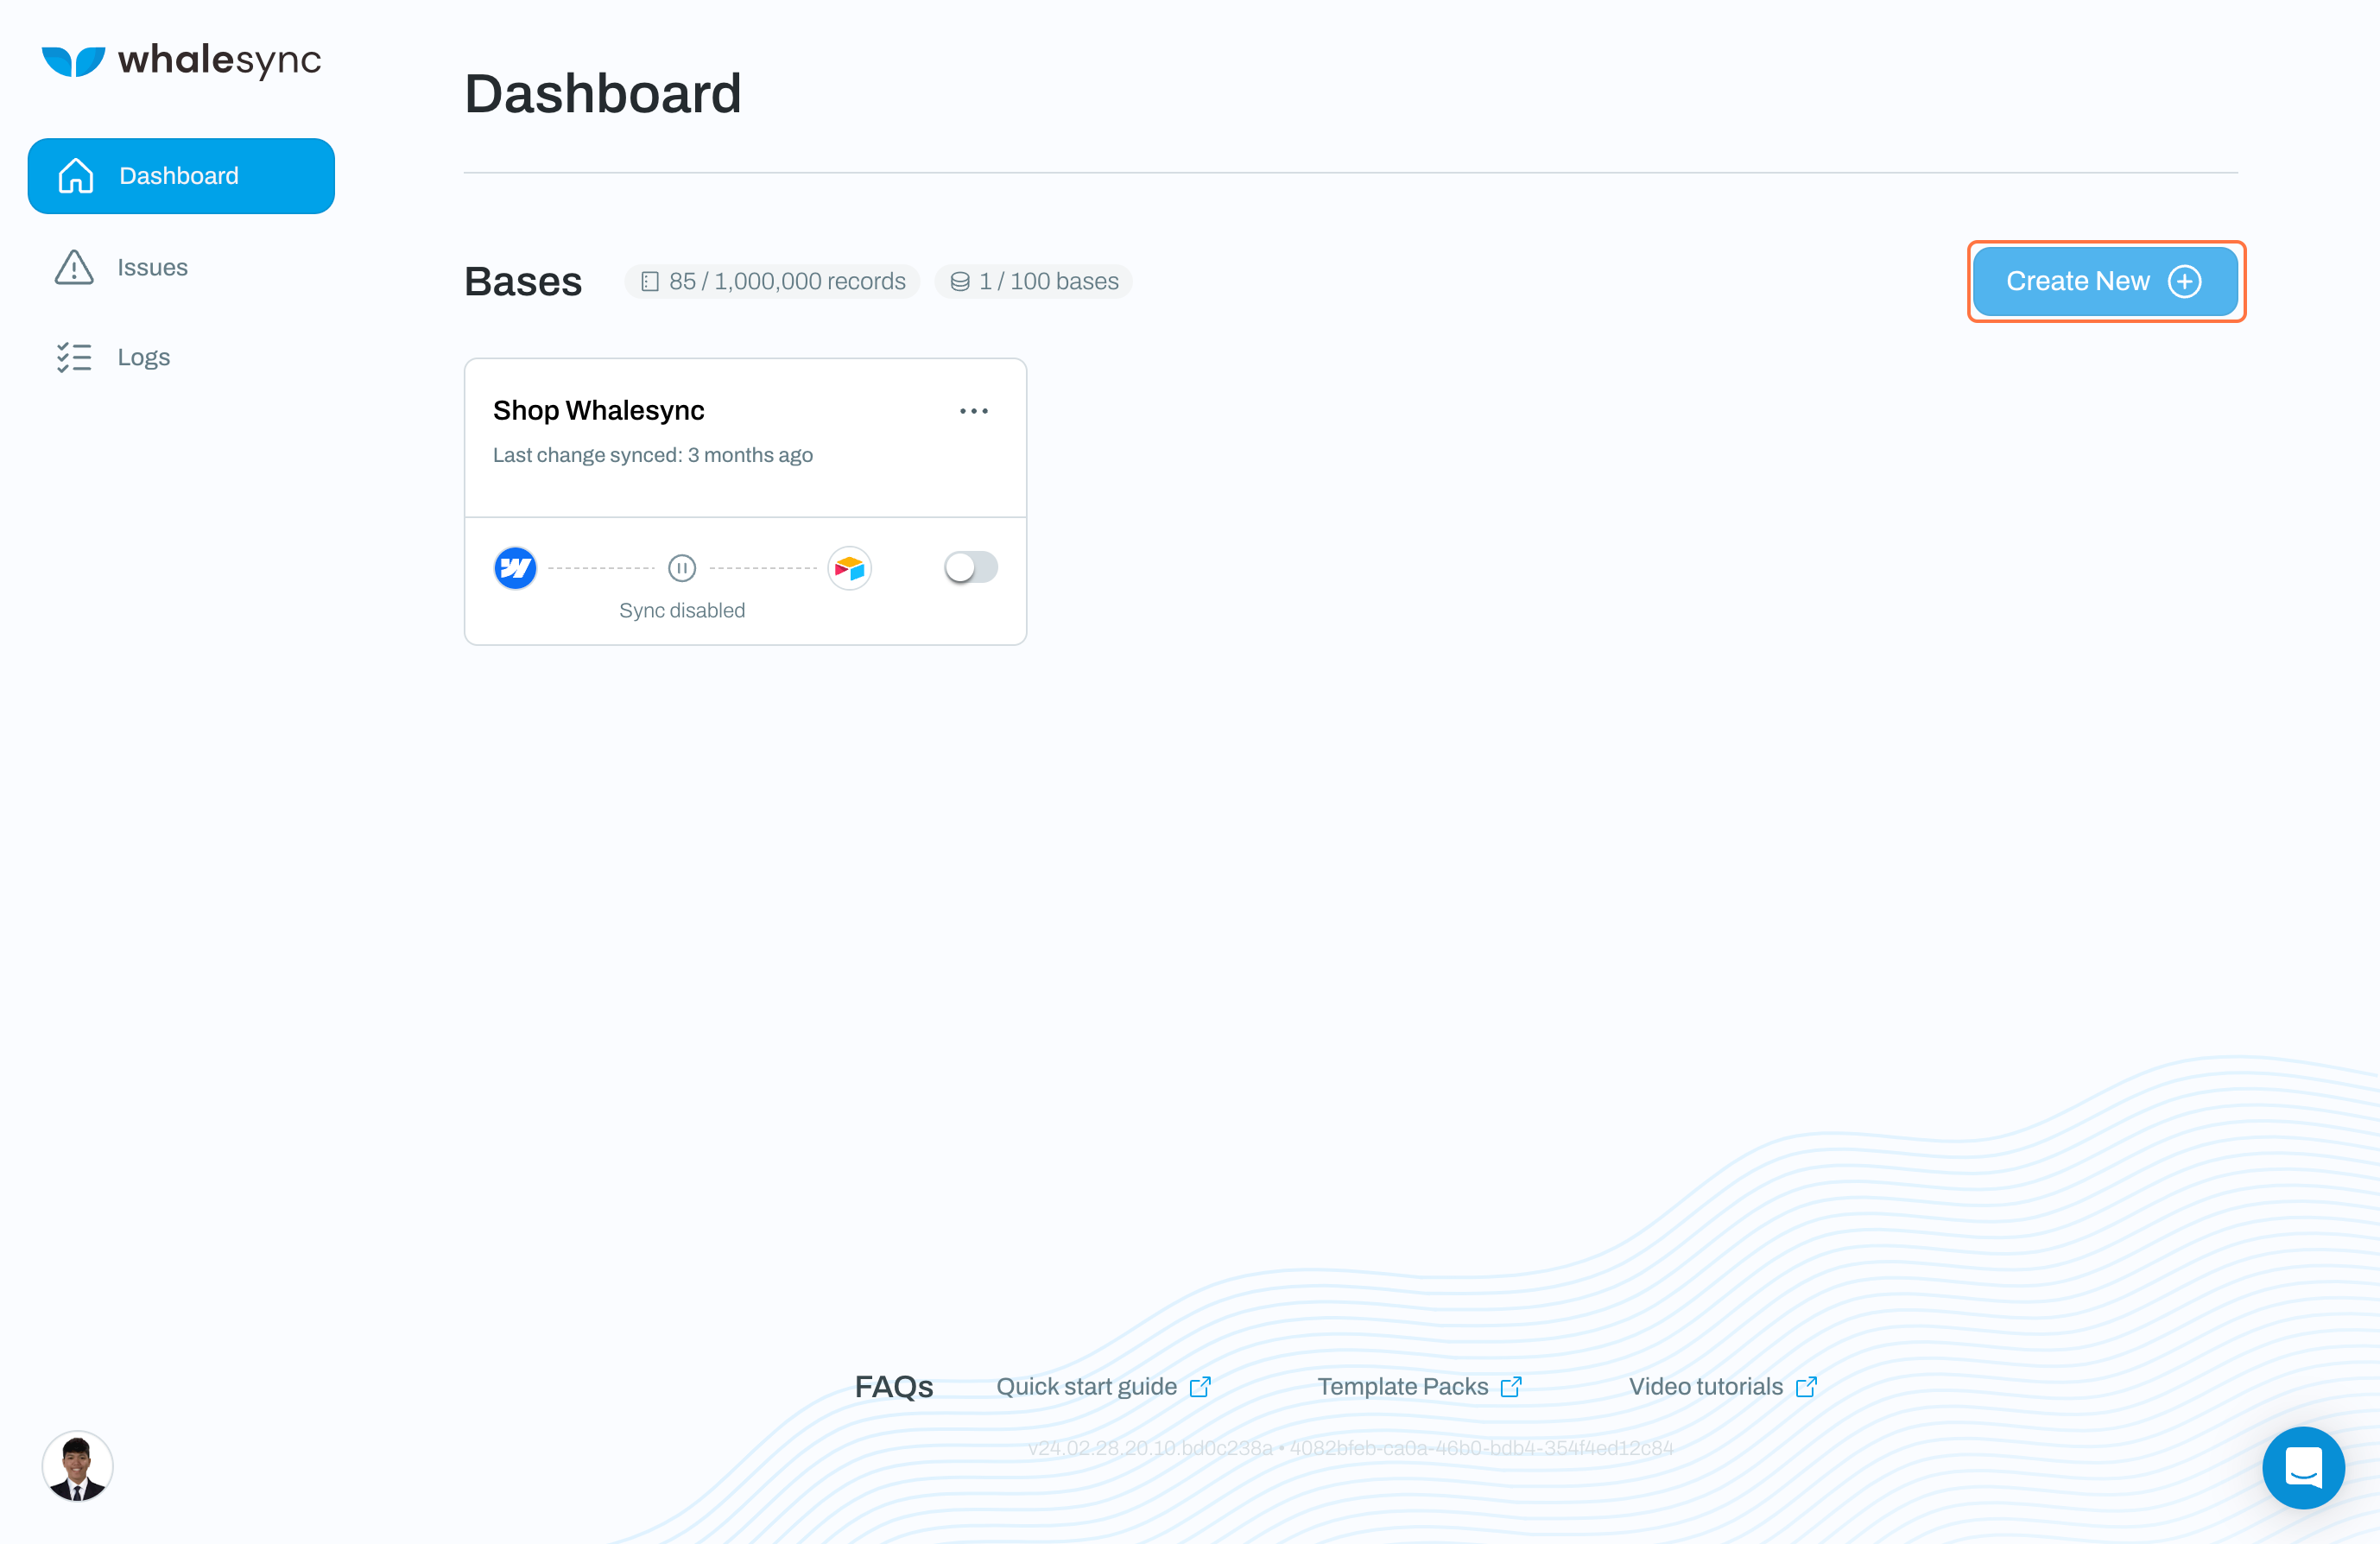 whalesync
Dashboard
Issues
Logs
Dashboard
Bases
85 / 1,000,000 records
1 / 100 bases
Create New
Shop Whalesync
Last change synced: 3 months ago
Sync disabled
FAQs
Quick start guide
Template Packs
Video tutorials
v24.02.28.20.10.bd0c238a • 4082bfeb-ca0a-46b0-bdb4-354f4ed12c84